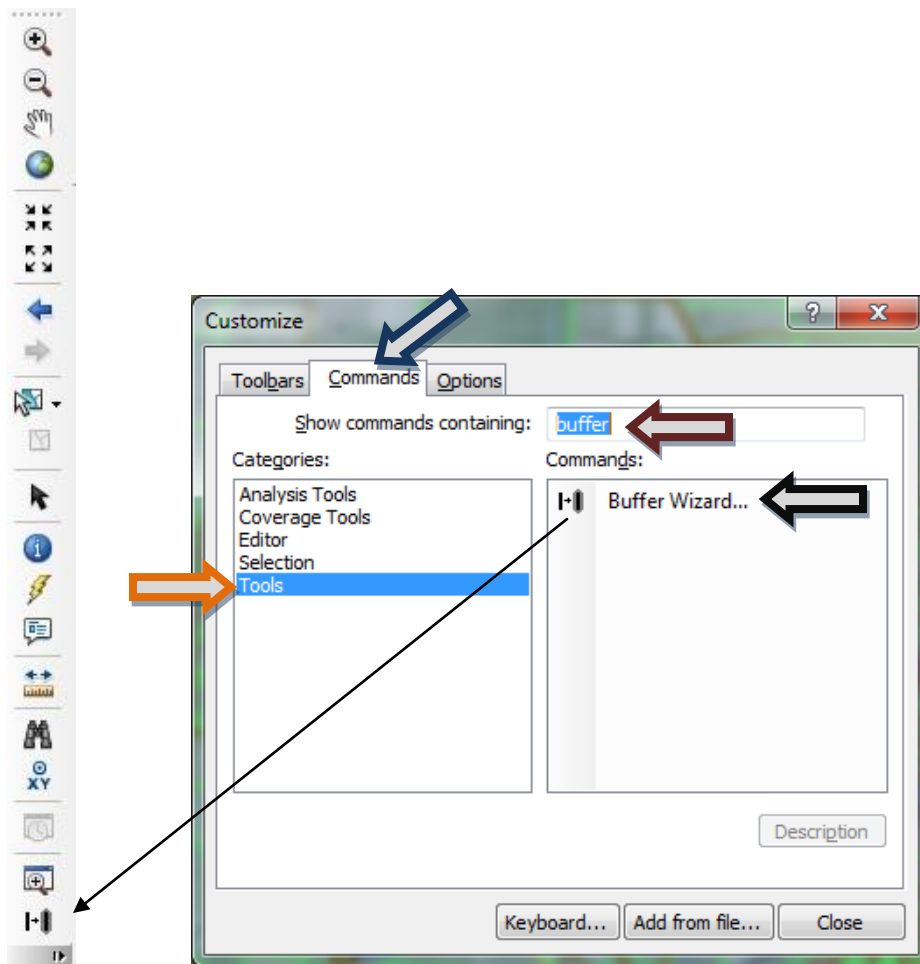 XY
Customize
?
X
Toolbars Commands Options
Show commands containing: buffer
Categories: Commands:
Analysis Tools
Coverage Tools
Editor
Selection
Tools
Buffer Wizard...
Description
Keyboard... Add from file... Close